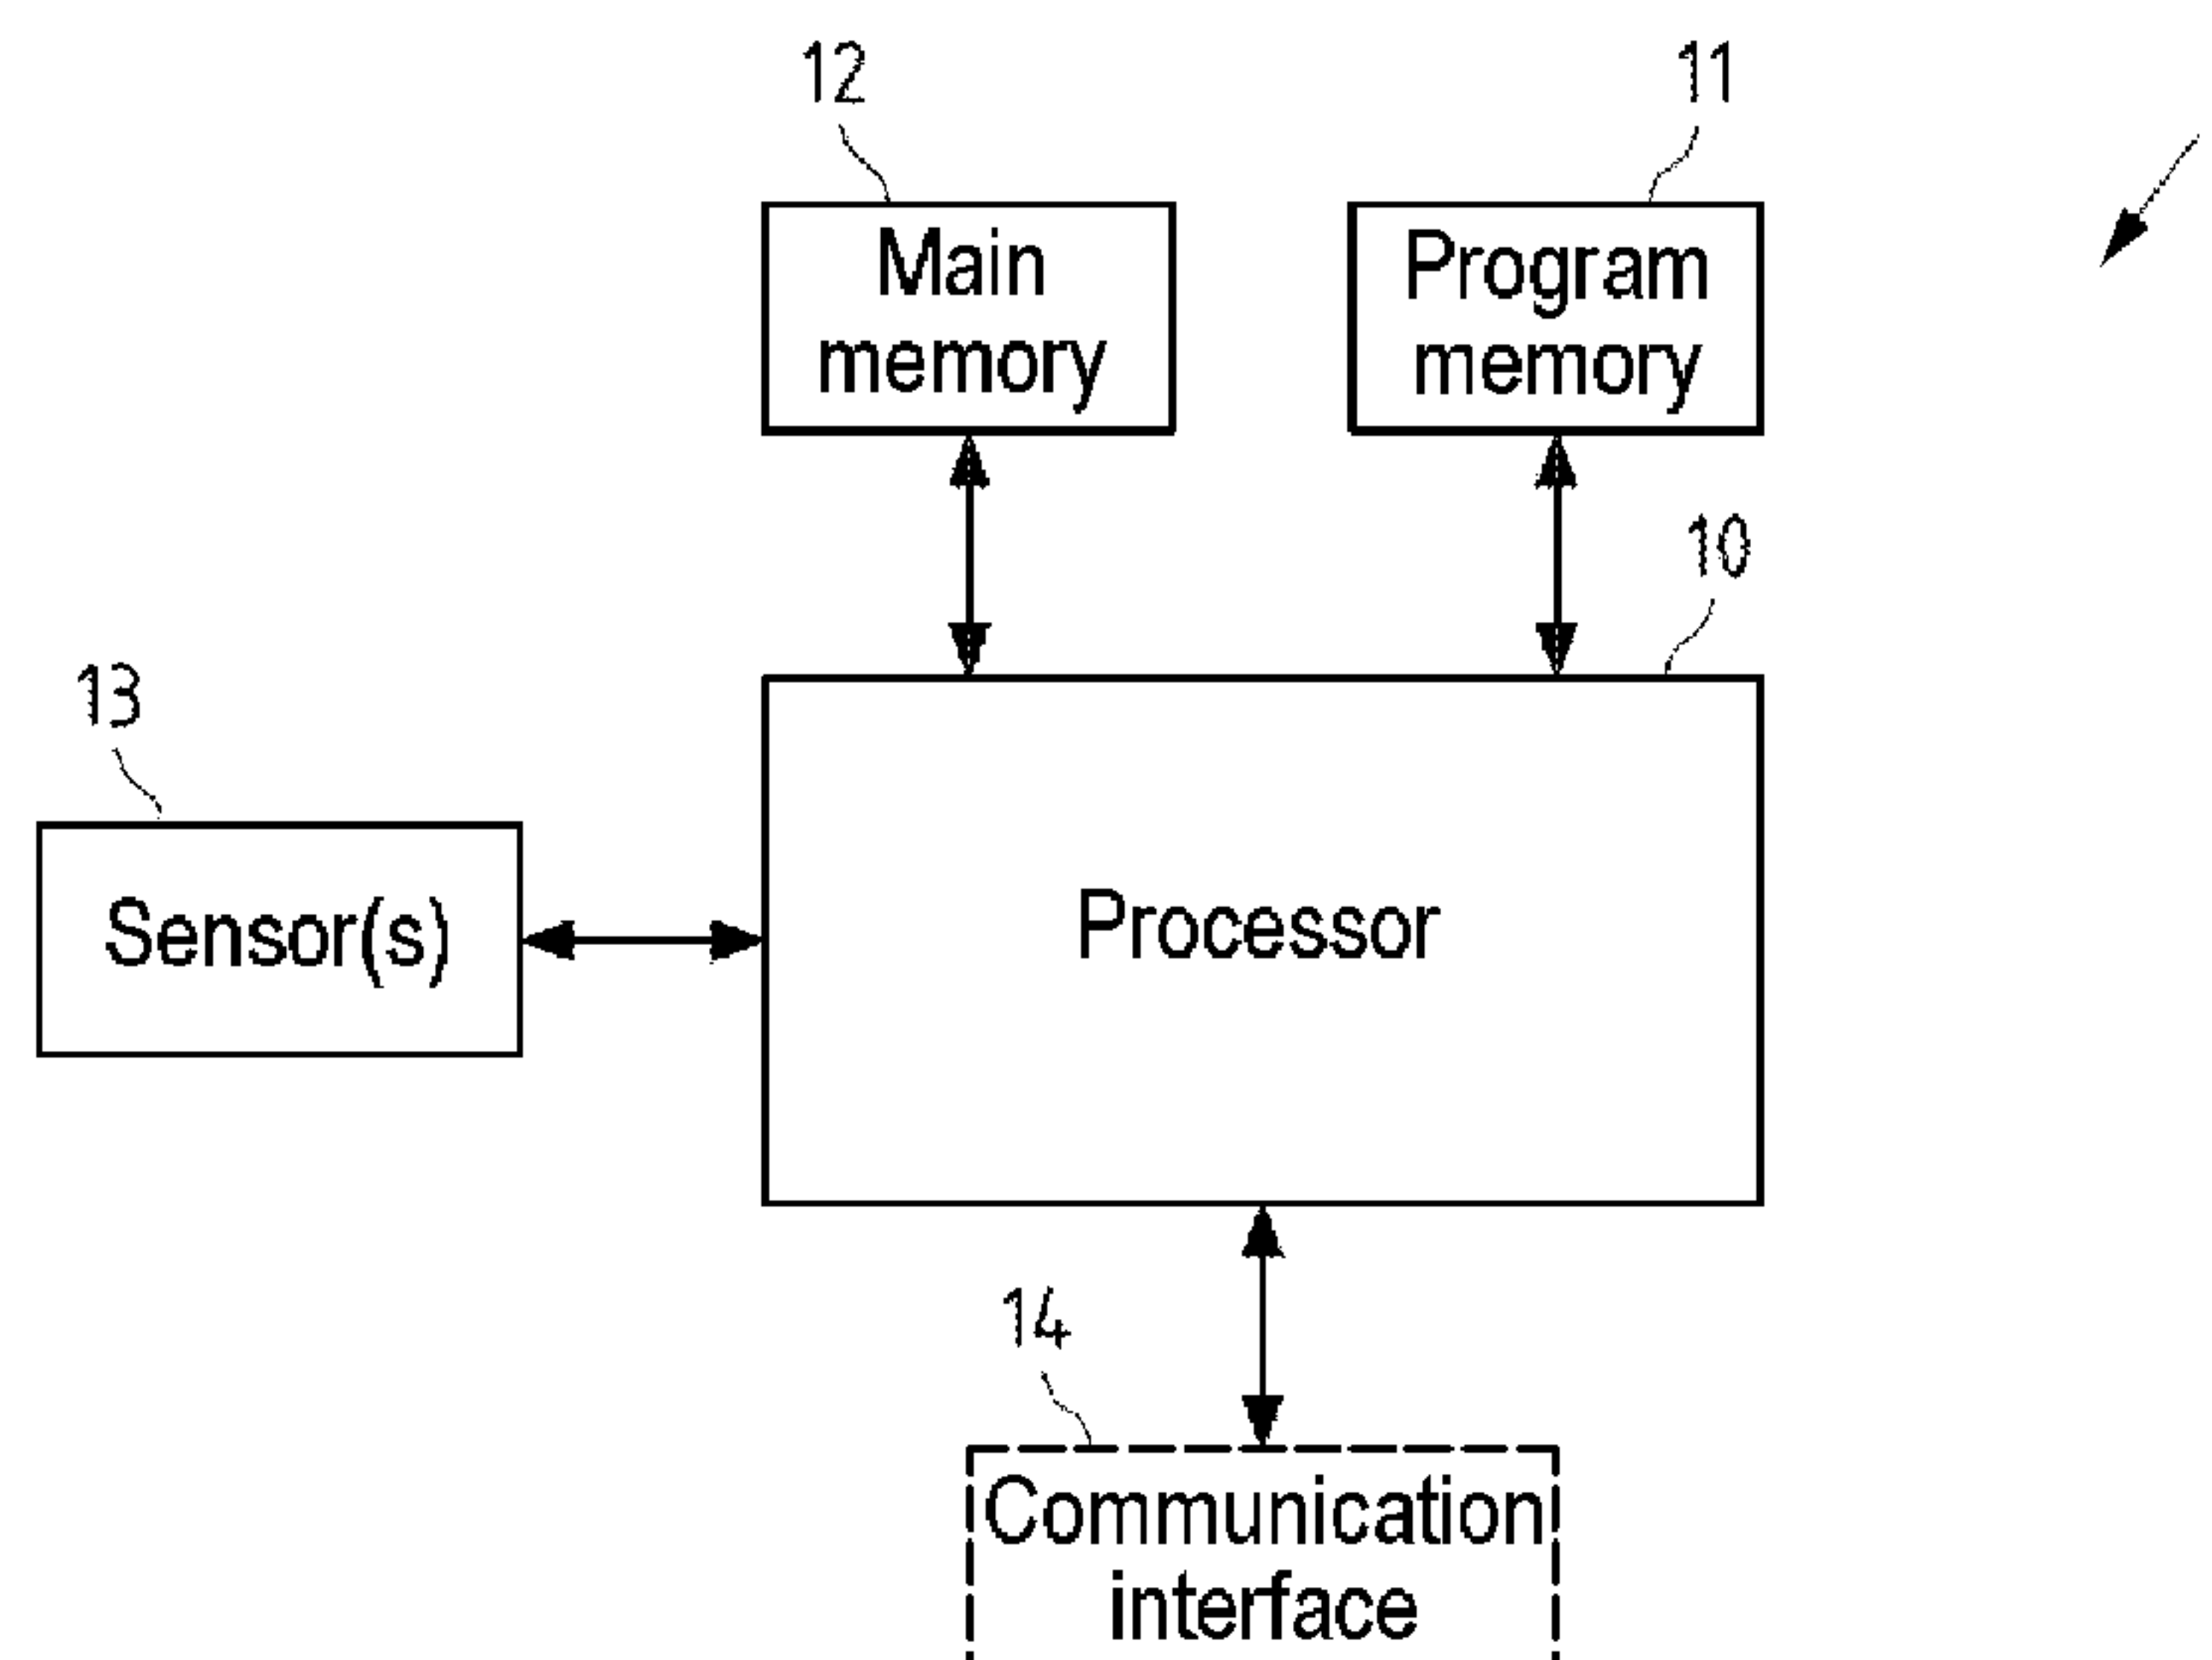 12
11
Main
memory
Program
memory
10
13
Sensor(s)
Processor
14
Communication
interface